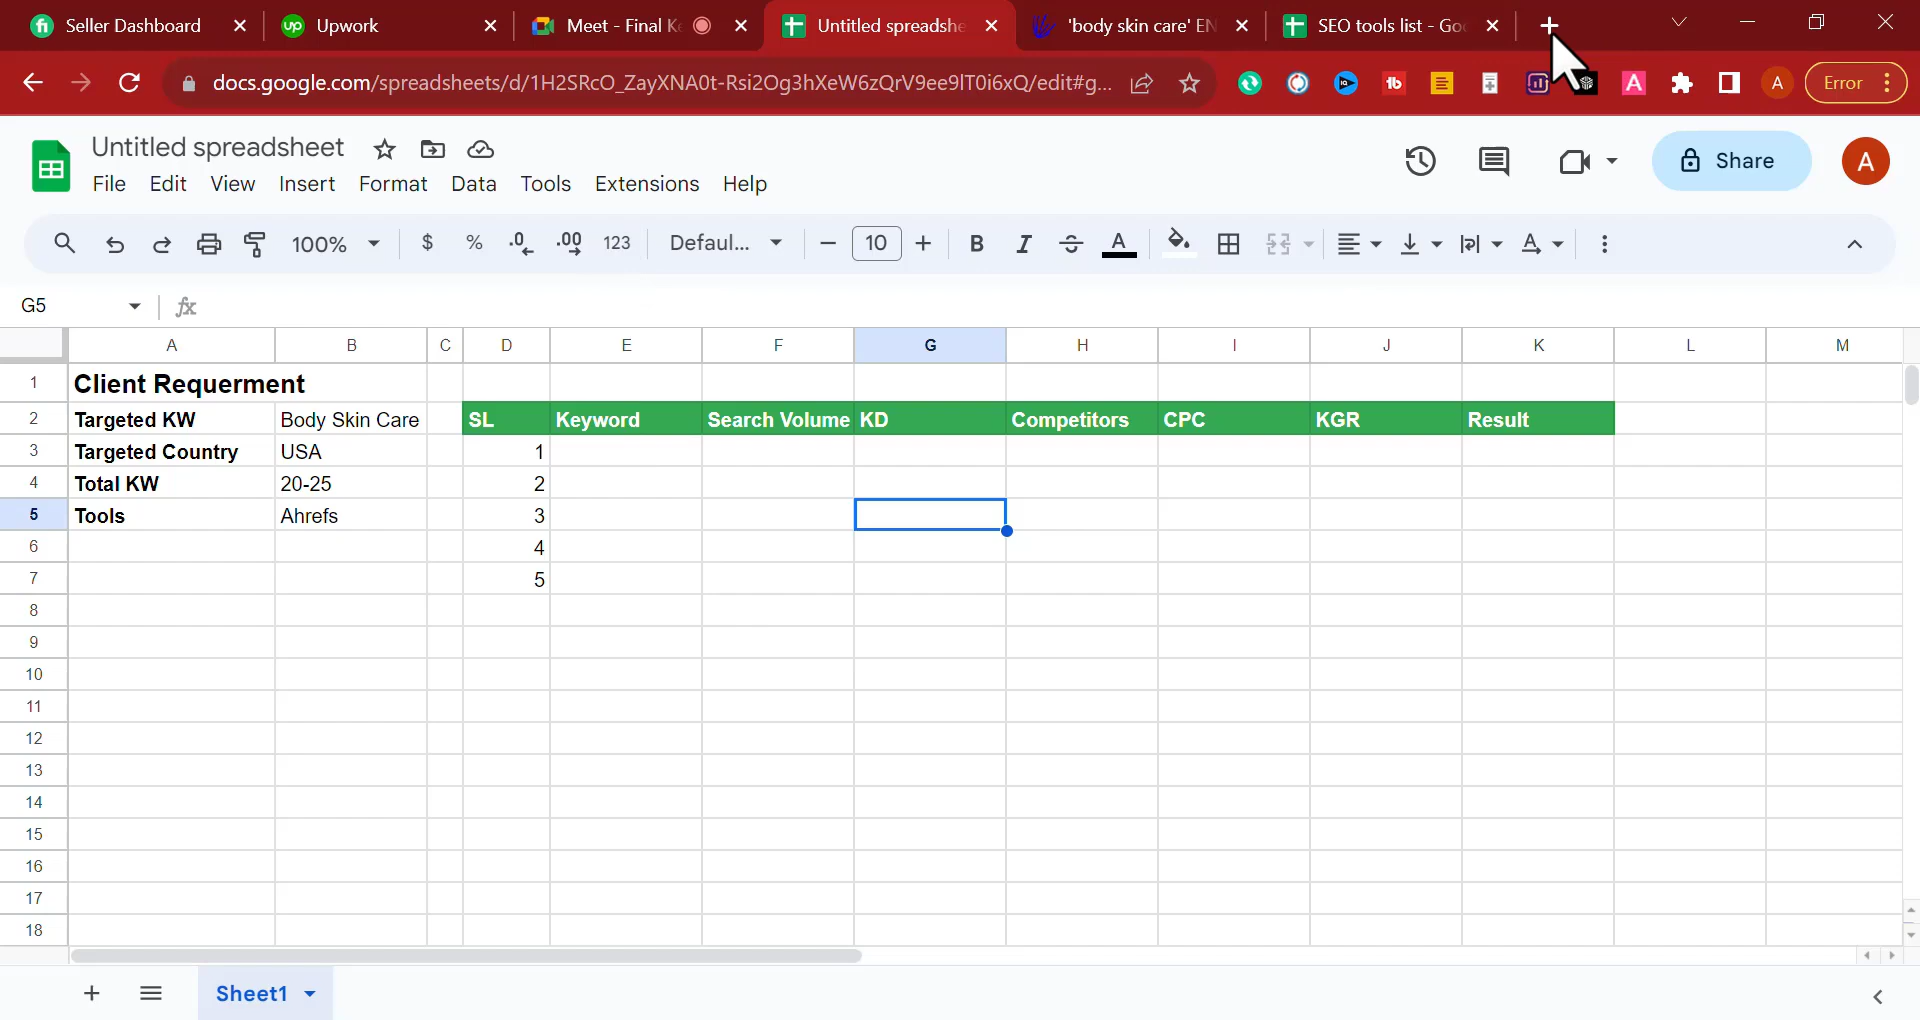 Seller Dashboard
Upwork
Meet - Final Ke
Untitled spreadshe
'body skin care' EN
SEO tools list - Goo
docs.google.com/spreadsheets/d/1H2SRcO_ZayXNA0t-Rsi2Og3hXeW6zQrV9ee9lT0i6xQ/edit#g...
A
Error
Untitled spreadsheet
File Edit View Insert Format Data Tools Extensions Help
Share
A
100% $ % .0 .00 123 Defaul... 10 B I A
G5 fx
A B C D E F G H I J K L M
1 Client Requerment
2 Targeted KW Body Skin Care SL Keyword Search Volume KD Competitors CPC KGR Result
3 Targeted Country USA 1
4 Total KW 20-25 2
5 Tools Ahrefs 3
6 4
7 5
8
9
10
11
12
13
14
15
16
17
18
Sheet1